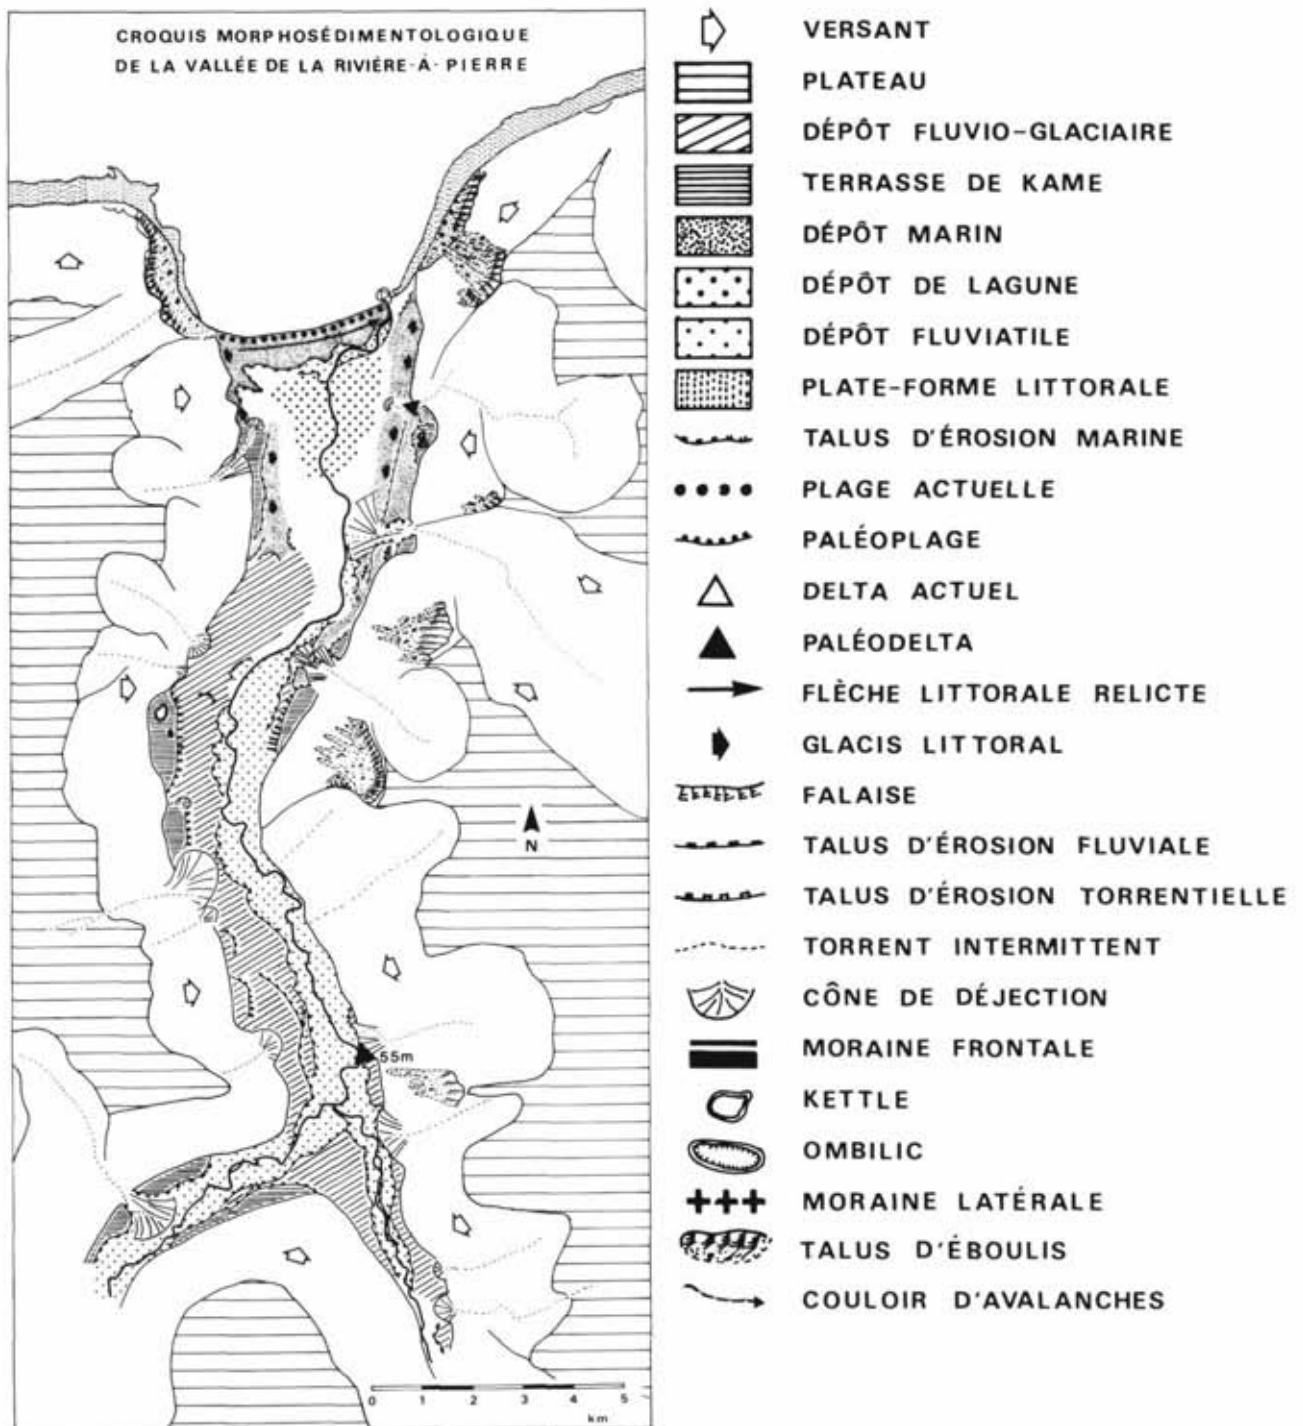 CROQUIS MORPHOSÉDIMENTOLOGIQUE
DE LA VALLÉE DE LA RIVIÈRE-À-PIERRE
N
55m
0 1 2 3 4 5
km
VERSANT
PLATEAU
DÉPÔT FLUVIO-GLACIAIRE
TERRASSE DE KAME
DÉPÔT MARIN
DÉPÔT DE LAGUNE
DÉPÔT FLUVIATILE
PLATE-FORME LITTORALE
TALUS D'ÉROSION MARINE
PLAGE ACTUELLE
PALÉOPLAGE
DELTA ACTUEL
PALÉODELTA
FLÈCHE LITTORALE RELICTE
GLACIS LITTORAL
FALAISE
TALUS D'ÉROSION FLUVIALE
TALUS D'ÉROSION TORRENTIELLE
TORRENT INTERMITTENT
CÔNE DE DÉJECTION
MORAINE FRONTALE
KETTLE
OMBILIC
MORAINE LATÉRALE
TALUS D'ÉBOULIS
COULOIR D'AVALANCHES